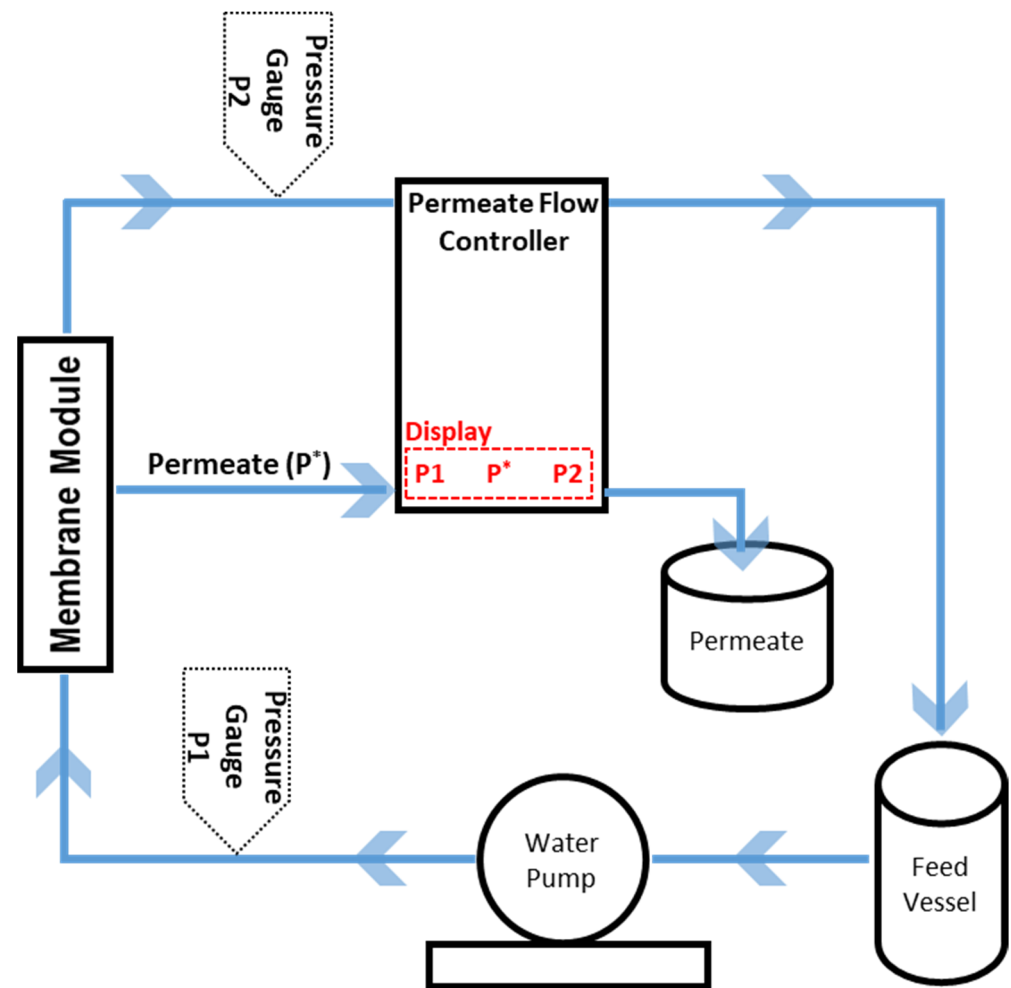 Pressure
Gauge
P2
Permeate Flow
Controller
Membrane Module
Permeate (P*)
Display
P1 P* P2
Permeate
Pressure
Gauge
P1
Water
Pump
Feed
Vessel